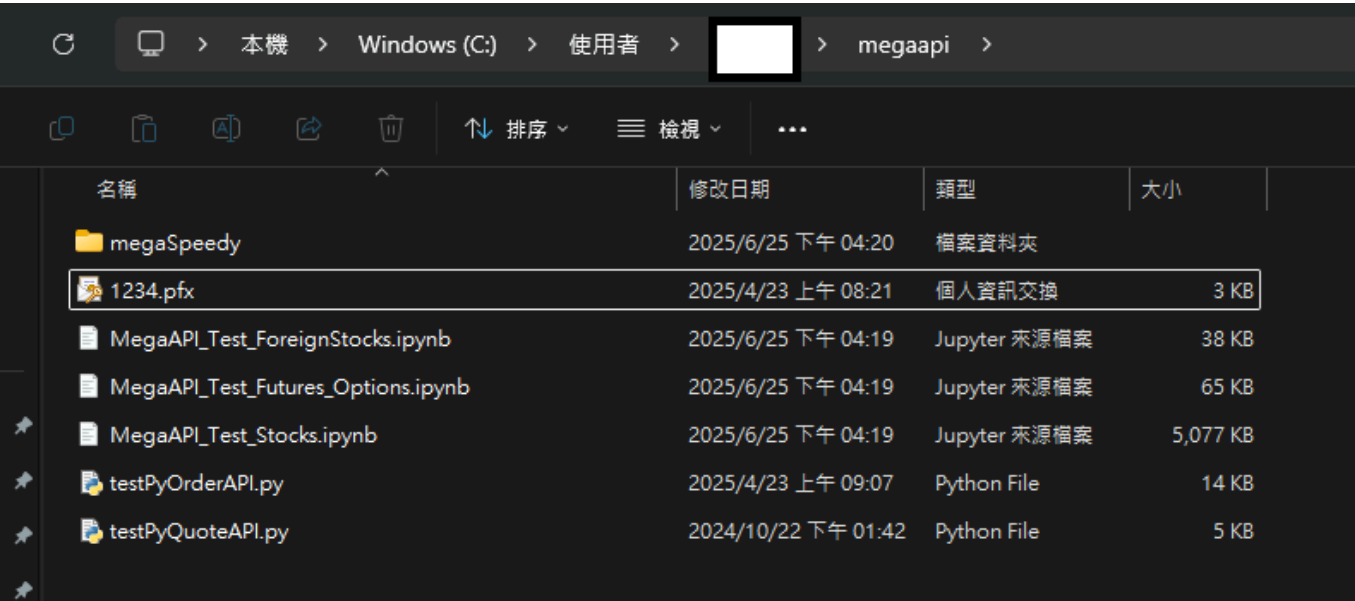 本機 > Windows (C:) > 使用者 > > megaapi >
排序 檢視 ...
名稱 修改日期 類型 大小
megaSpeedy 2025/6/25 下午 04:20 檔案資料夾
1234.pfx 2025/4/23 上午 08:21 個人資訊交換 3 KB
MegaAPI_Test_ForeignStocks.ipynb 2025/6/25 下午 04:19 Jupyter 來源檔案 38 KB
MegaAPI_Test_Futures_Options.ipynb 2025/6/25 下午 04:19 Jupyter 來源檔案 65 KB
MegaAPI_Test_Stocks.ipynb 2025/6/25 下午 04:19 Jupyter 來源檔案 5,077 KB
testPyOrderAPI.py 2025/4/23 上午 09:07 Python File 14 KB
testPyQuoteAPI.py 2024/10/22 下午 01:42 Python File 5 KB